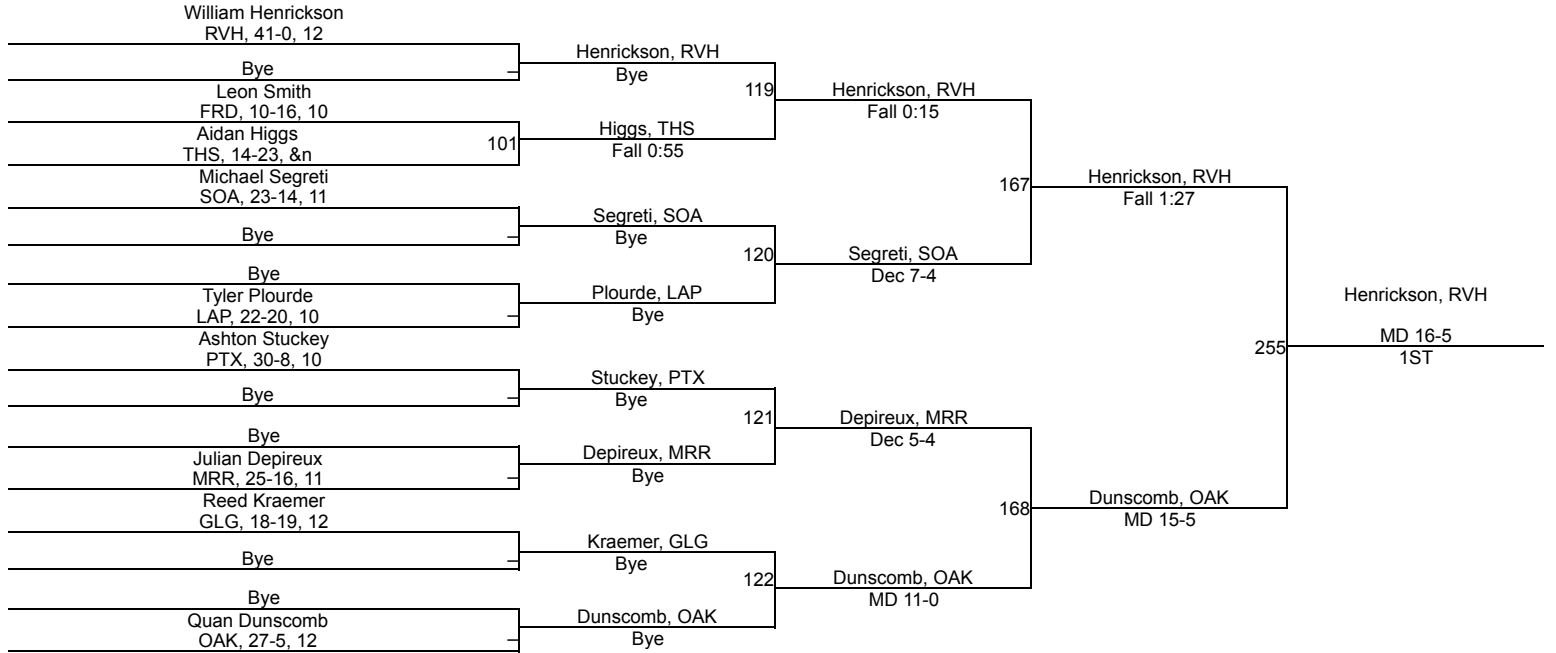 William Henrickson
RVH, 41-0, 12
Bye
Leon Smith
FRD, 10-16, 10
Aidan Higgs
THS, 14-23, &n
101
Michael Segreti
SOA, 23-14, 11
Bye
Bye
Tyler Plourde
LAP, 22-20, 10
Ashton Stuckey
PTX, 30-8, 10
Bye
Bye
Julian Depireux
MRR, 25-16, 11
Reed Kraemer
GLG, 18-19, 12
Bye
Bye
Quan Dunscomb
OAK, 27-5, 12
Henrickson, RVH
Bye
119
Higgs, THS
Fall 0:55
Segreti, SOA
Bye
120
Plourde, LAP
Bye
Stuckey, PTX
Bye
121
Depireux, MRR
Bye
Kraemer, GLG
Bye
122
Dunscomb, OAK
Bye
Henrickson, RVH
Fall 0:15
167
Segreti, SOA
Dec 7-4
Depireux, MRR
Dec 5-4
168
Dunscomb, OAK
MD 11-0
Henrickson, RVH
Fall 1:27
255
Dunscomb, OAK
MD 15-5
Henrickson, RVH
MD 16-5
1ST